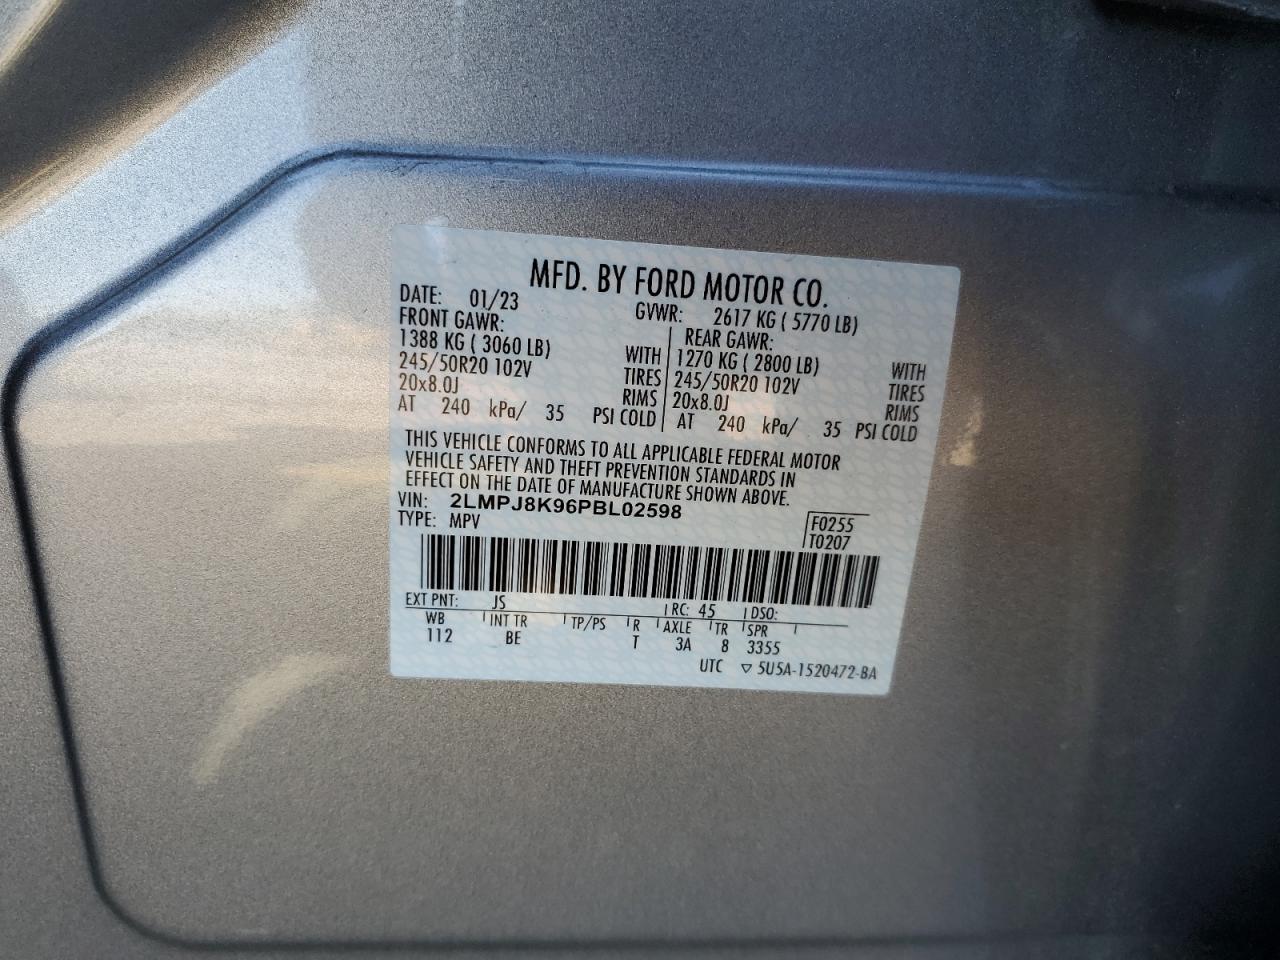 MFD. BY FORD MOTOR CO.
DATE: 01/23 GVWR: 2617 KG ( 5770 LB)
FRONT GAWR: REAR GAWR:
1388 KG ( 3060 LB) WITH 1270 KG ( 2800 LB) WITH
245/50R20 102V TIRES 245/50R20 102V TIRES
20x8.0J RIMS 20x8.0J RIMS
AT 240 kPa/ 35 PSI COLD AT 240 kPa/ 35 PSI COLD
THIS VEHICLE CONFORMS TO ALL APPLICABLE FEDERAL MOTOR
VEHICLE SAFETY AND THEFT PREVENTION STANDARDS IN
EFFECT ON THE DATE OF MANUFACTURE SHOWN ABOVE.
VIN: 2LMPJ8K96PBL02598
TYPE: MPV F0255
T0207
EXT PNT: JS RC: 45 DSO:
WB INT TR TP/PS R AXLE TR SPR
112 BE T 3A 8 3355
UTC ▽ 5U5A-1520472-BA